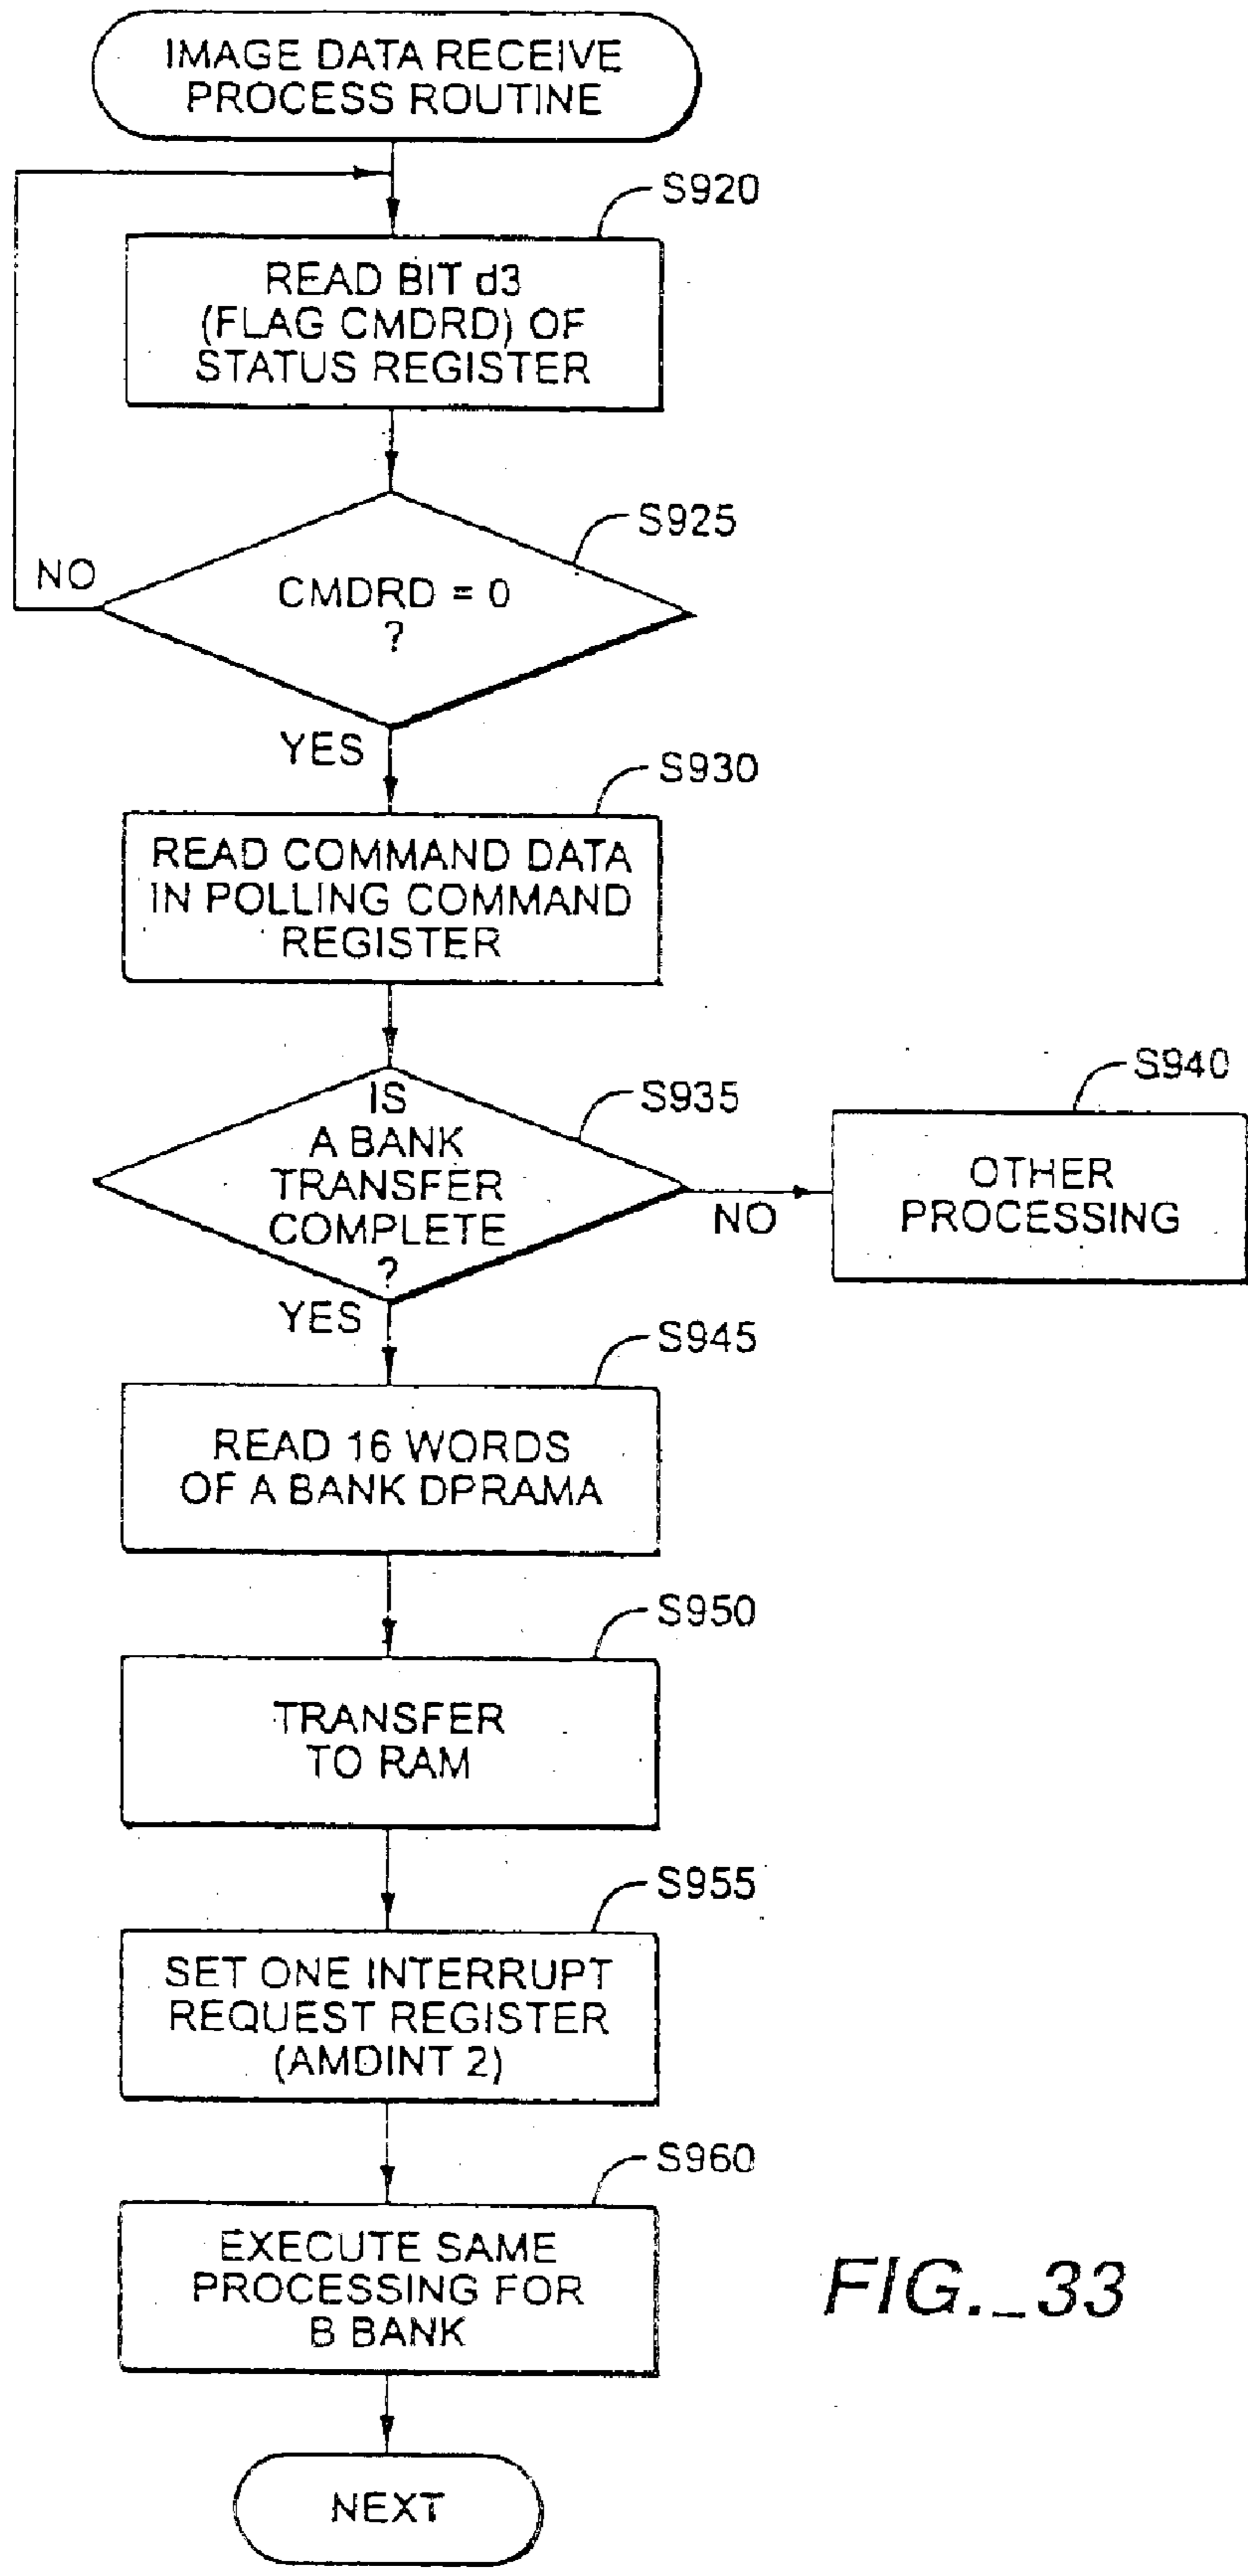 IMAGE DATA RECEIVE
PROCESS ROUTINE
S920
READ BIT d3
(FLAG CMDRD) OF
STATUS REGISTER
S925
NO
CMDRD = 0
?
YES
S930
READ COMMAND DATA
IN POLLING COMMAND
REGISTER
S935
IS
A BANK
TRANSFER
COMPLETE
?
NO
S940
OTHER
PROCESSING
YES
S945
READ 16 WORDS
OF A BANK DPRAMA
S950
TRANSFER
TO RAM
S955
SET ONE INTERRUPT
REQUEST REGISTER
(AMDINT 2)
S960
EXECUTE SAME
PROCESSING FOR
B BANK
FIG._33
NEXT